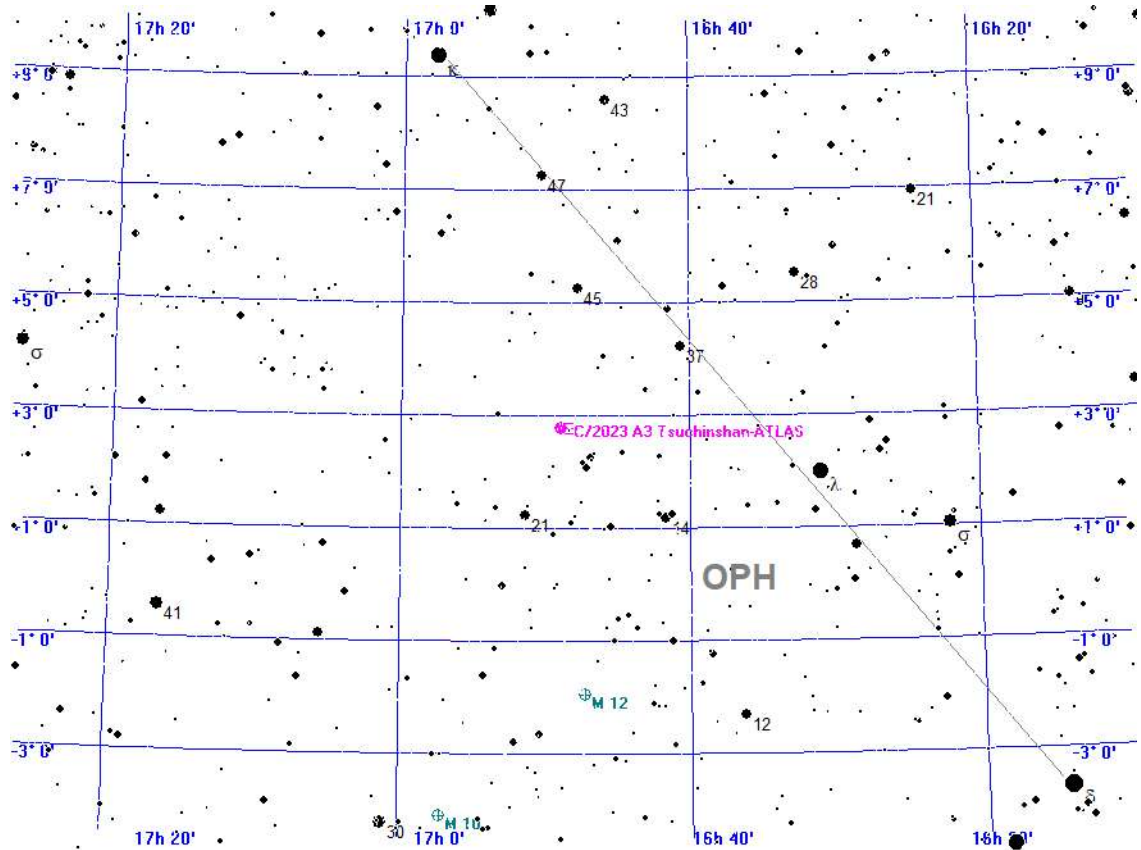 17h 20' 17h 0' 16h 40' 16h 20'
+9° 0' κ +9° 0'
43
+7° 0' 47 21 +7° 0'
28
+5° 0' 45 +5° 0'
σ 37
+3° 0' +3° 0'
C/2023 A3 Tsuchinshan-ATLAS
λ
+1° 0' 21 14 σ +1° 0'
OPH
41
-1° 0' -1° 0'
M 12
12
-3° 0' -3° 0'
δ
30 M 10
17h 20' 17h 0' 16h 40' 16h 20'